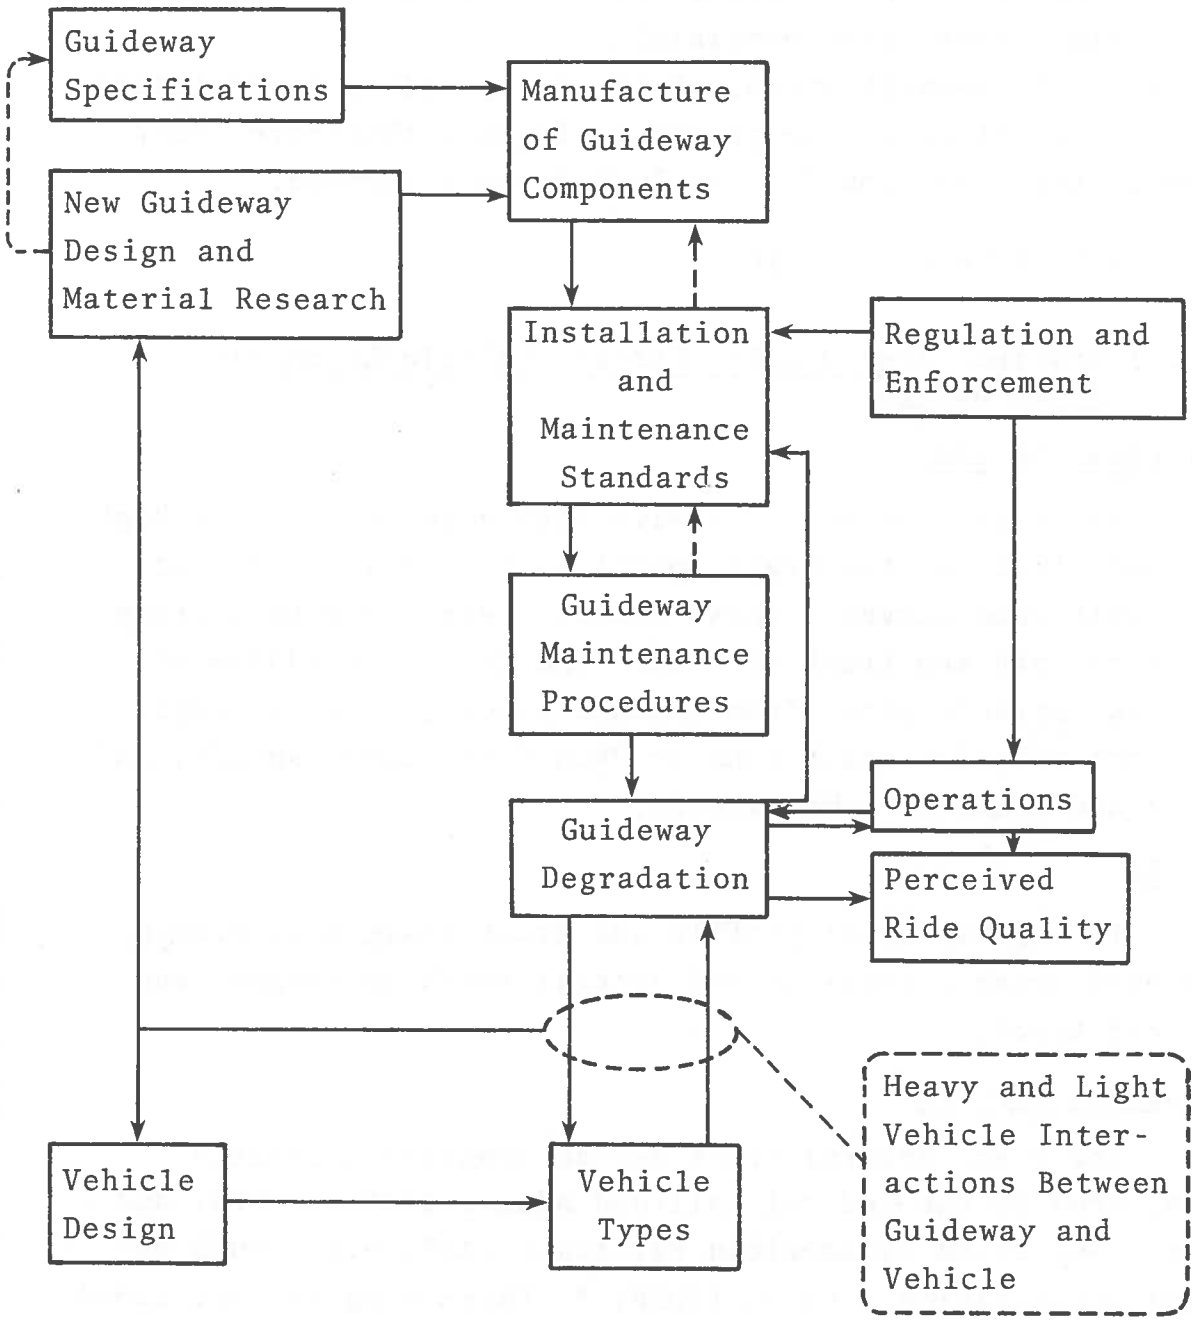 Guideway
Specifications
Manufacture
of Guideway
Components
New Guideway
Design and
Material Research
Installation
and
Maintenance
Standards
Regulation and
Enforcement
Guideway
Maintenance
Procedures
Operations
Guideway
Degradation
Perceived
Ride Quality
Heavy and Light
Vehicle Inter-
actions Between
Guideway and
Vehicle
Vehicle
Design
Vehicle
Types